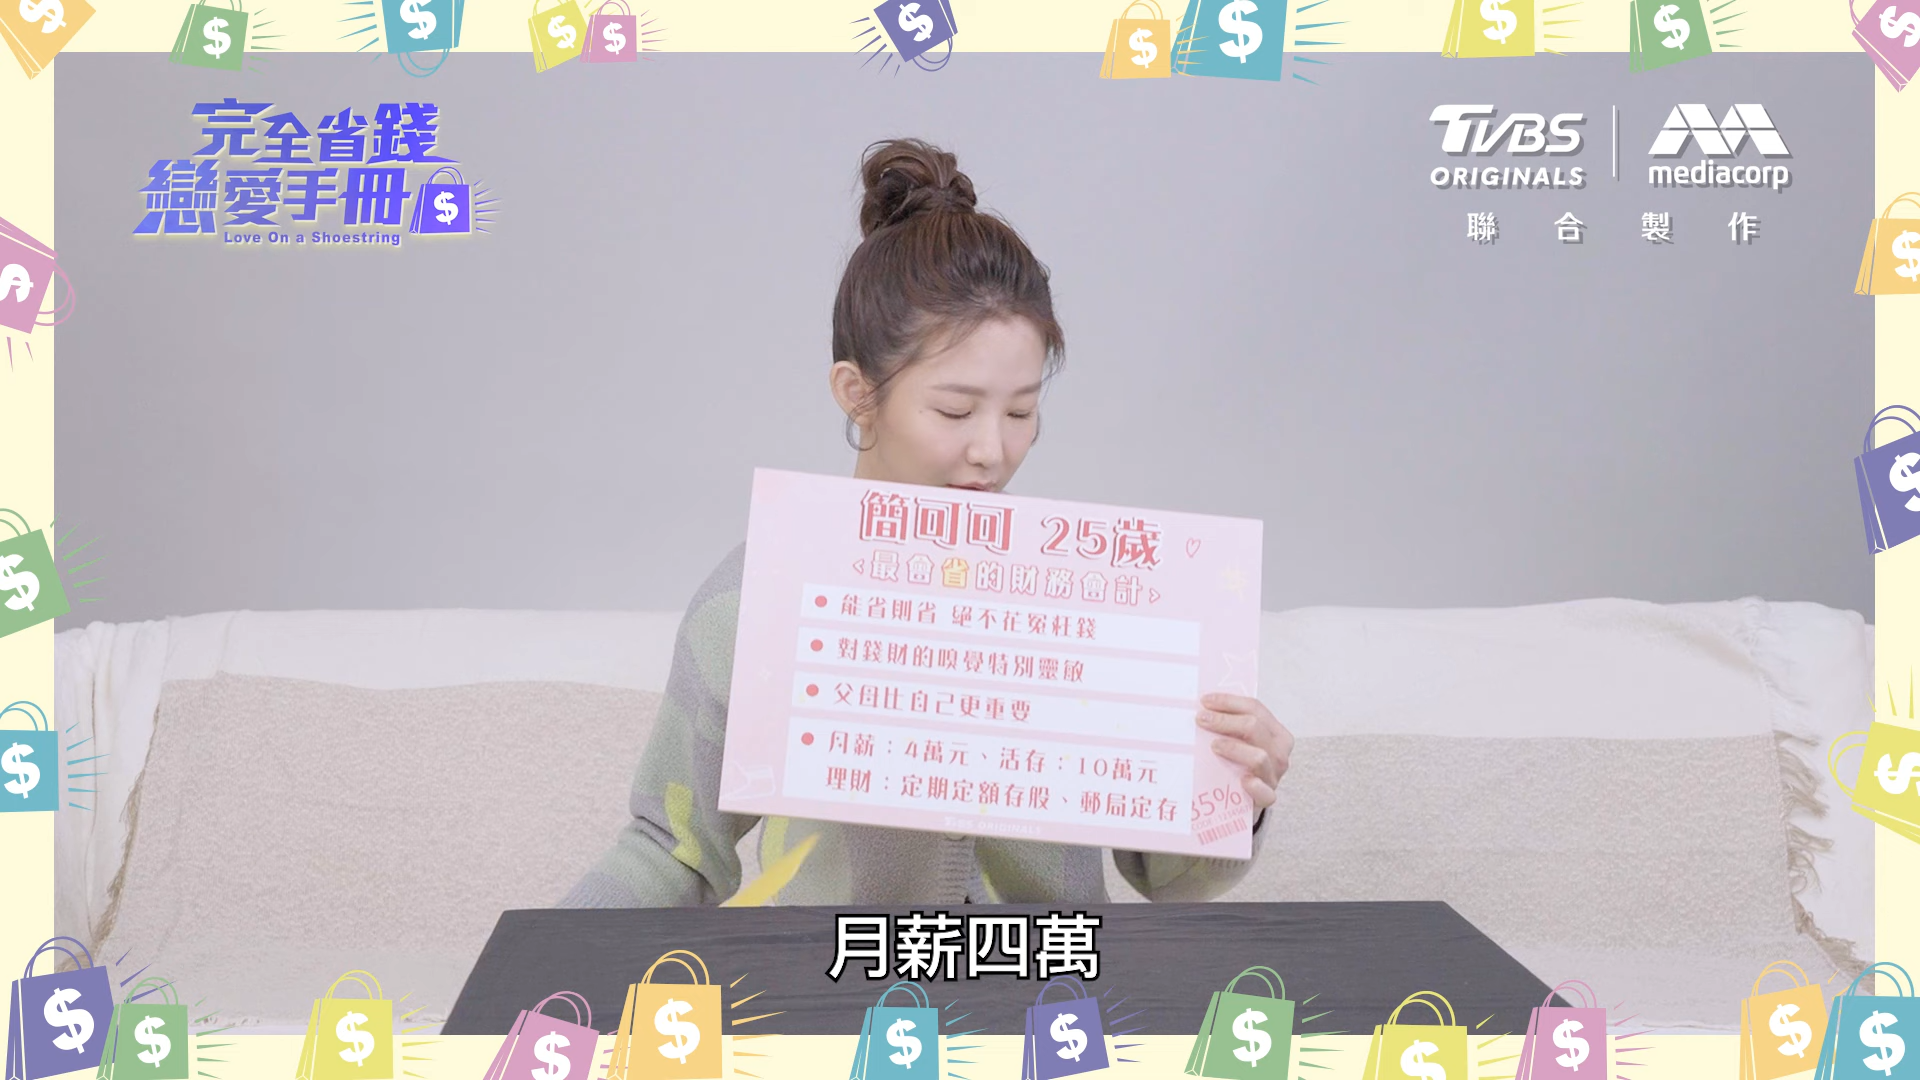 完全省錢
戀愛手冊
$
Love On a Shoestring
TVBS
ORIGINALS
mediacorp
聯合製作
簡可可 25歲
<最會省的財務會計>
• 能省則省 絕不花冤枉錢
• 對錢財的嗅覺特別靈敏
• 父母比自己更重要
• 月薪：4萬元、活存：10萬元
理財：定期定額存股、郵局定存
35%
TVBS ORIGINALS
月薪四萬